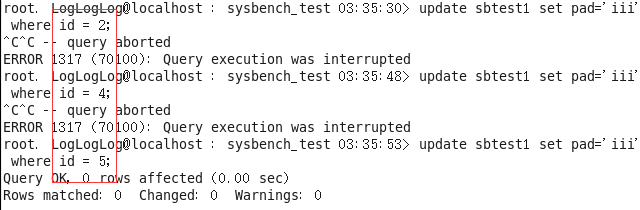 root. LogLogLog@localhost : sysbench_test 03:35:30> update sbtest1 set pad='iii'
 where id = 2;
^C^C -- query aborted
ERROR 1317 (70100): Query execution was interrupted
root. LogLogLog@localhost : sysbench_test 03:35:48> update sbtest1 set pad='iii'
 where id = 4;
^C^C -- query aborted
ERROR 1317 (70100): Query execution was interrupted
root. LogLogLog@localhost : sysbench_test 03:35:53> update sbtest1 set pad='iii'
 where id = 5;
Query OK, 0 rows affected (0.00 sec)
Rows matched: 0  Changed: 0  Warnings: 0